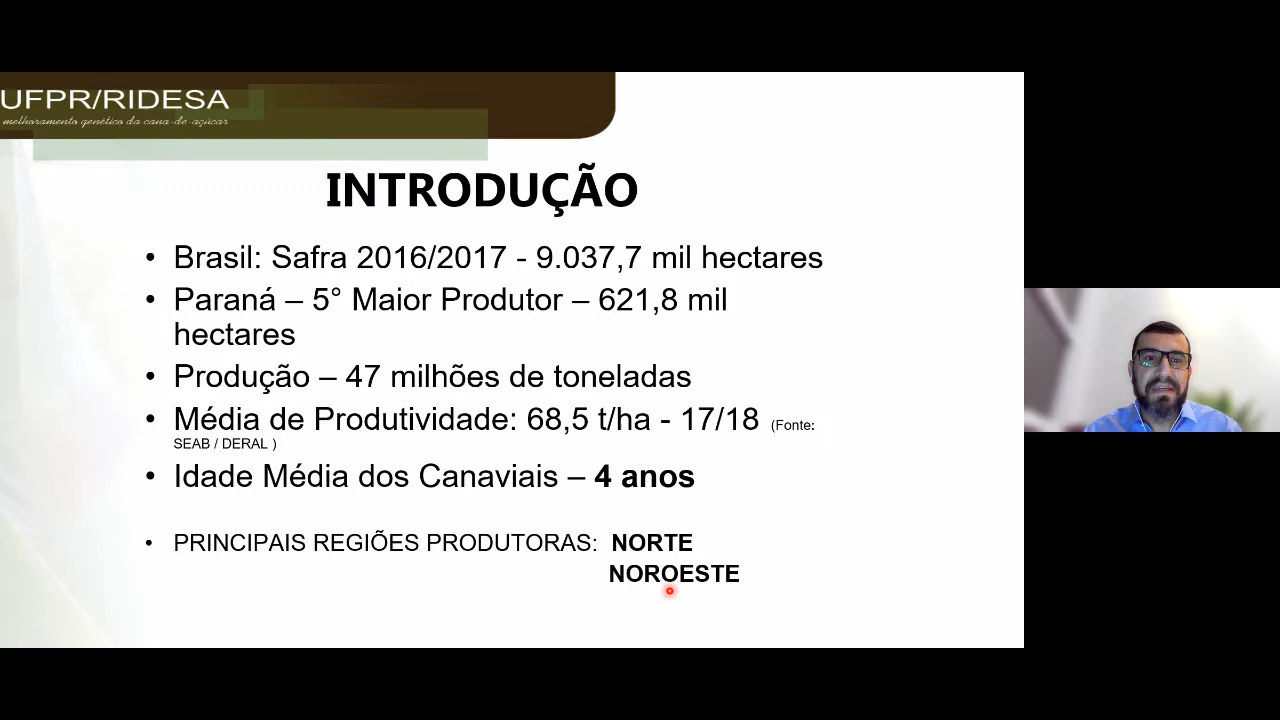 UFPR/RIDESA
melhoramento genético da cana-de-açúcar
INTRODUÇÃO
• Brasil: Safra 2016/2017 - 9.037,7 mil hectares
• Paraná – 5° Maior Produtor – 621,8 mil
hectares
• Produção – 47 milhões de toneladas
• Média de Produtividade: 68,5 t/ha - 17/18 (Fonte:
SEAB / DERAL )
• Idade Média dos Canaviais – 4 anos
• PRINCIPAIS REGIÕES PRODUTORAS: NORTE
NOROESTE